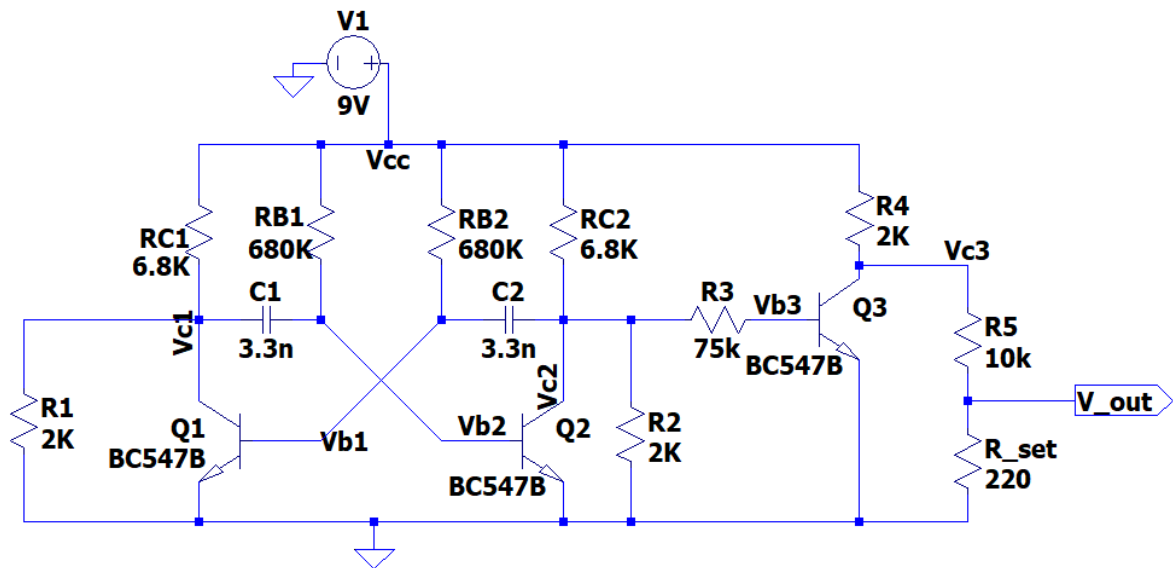 V1
9V
Vcc
RC1
6.8K
RB1
680K
RB2
680K
RC2
6.8K
R4
2K
Vc3
C1
3.3n
C2
3.3n
R3
75k
Vb3
Q3
BC547B
R5
10k
Vc1
R1
2K
Q1
BC547B
Vb1
Vb2
Vc2
Q2
BC547B
R2
2K
V_out
R_set
220